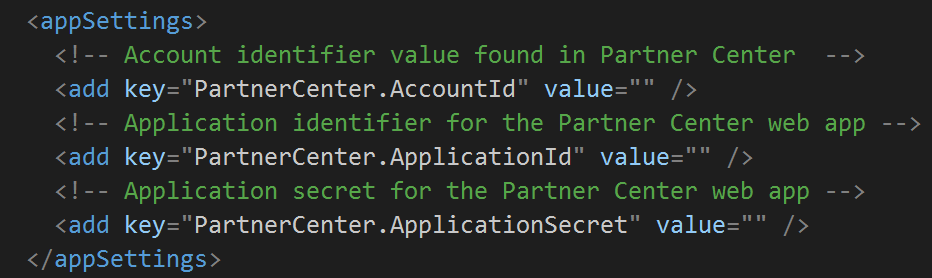 <appSettings>
<!-- Account identifier value found in Partner Center  -->
<add key="PartnerCenter.AccountId" value="" />
<!-- Application identifier for the Partner Center web app -->
<add key="PartnerCenter.ApplicationId" value="" />
<!-- Application secret for the Partner Center web app -->
<add key="PartnerCenter.ApplicationSecret" value="" />
</appSettings>